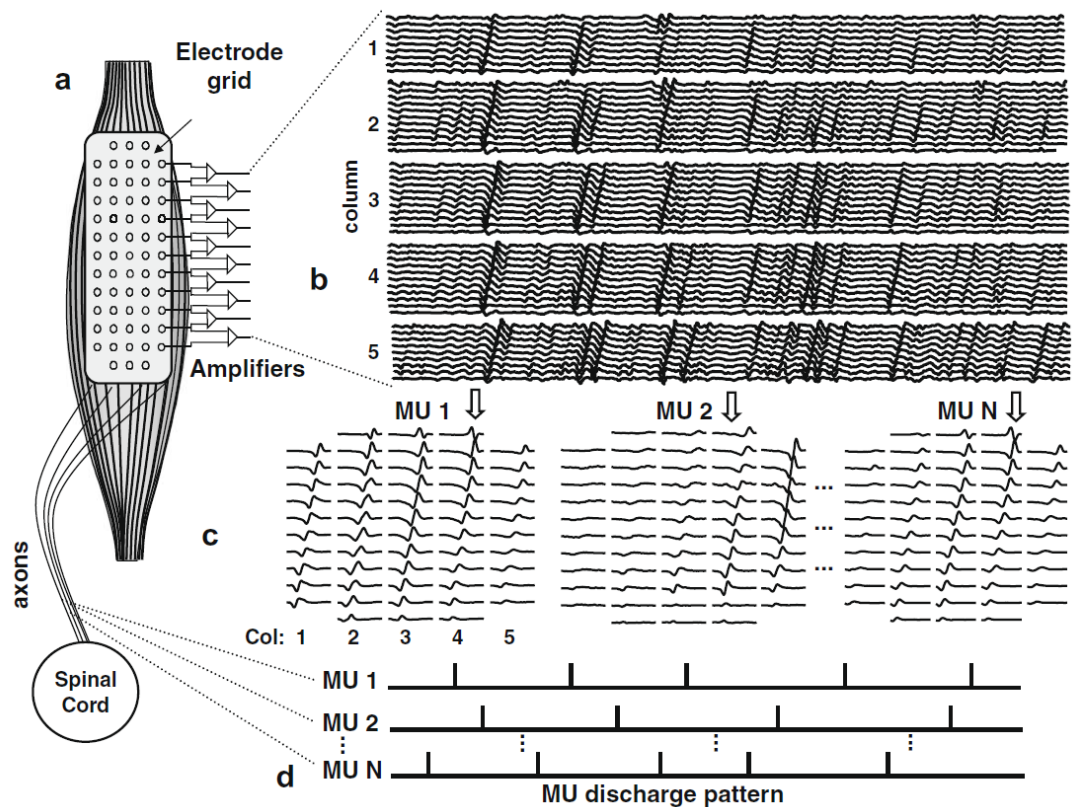 a
Electrode
grid
Amplifiers
axons
Spinal
Cord
b
column
1
2
3
4
5
MU 1
MU 2
MU N
c
...
...
...
Col: 1 2 3 4 5
MU 1
MU 2
...
...
...
...
MU N
d
MU discharge pattern